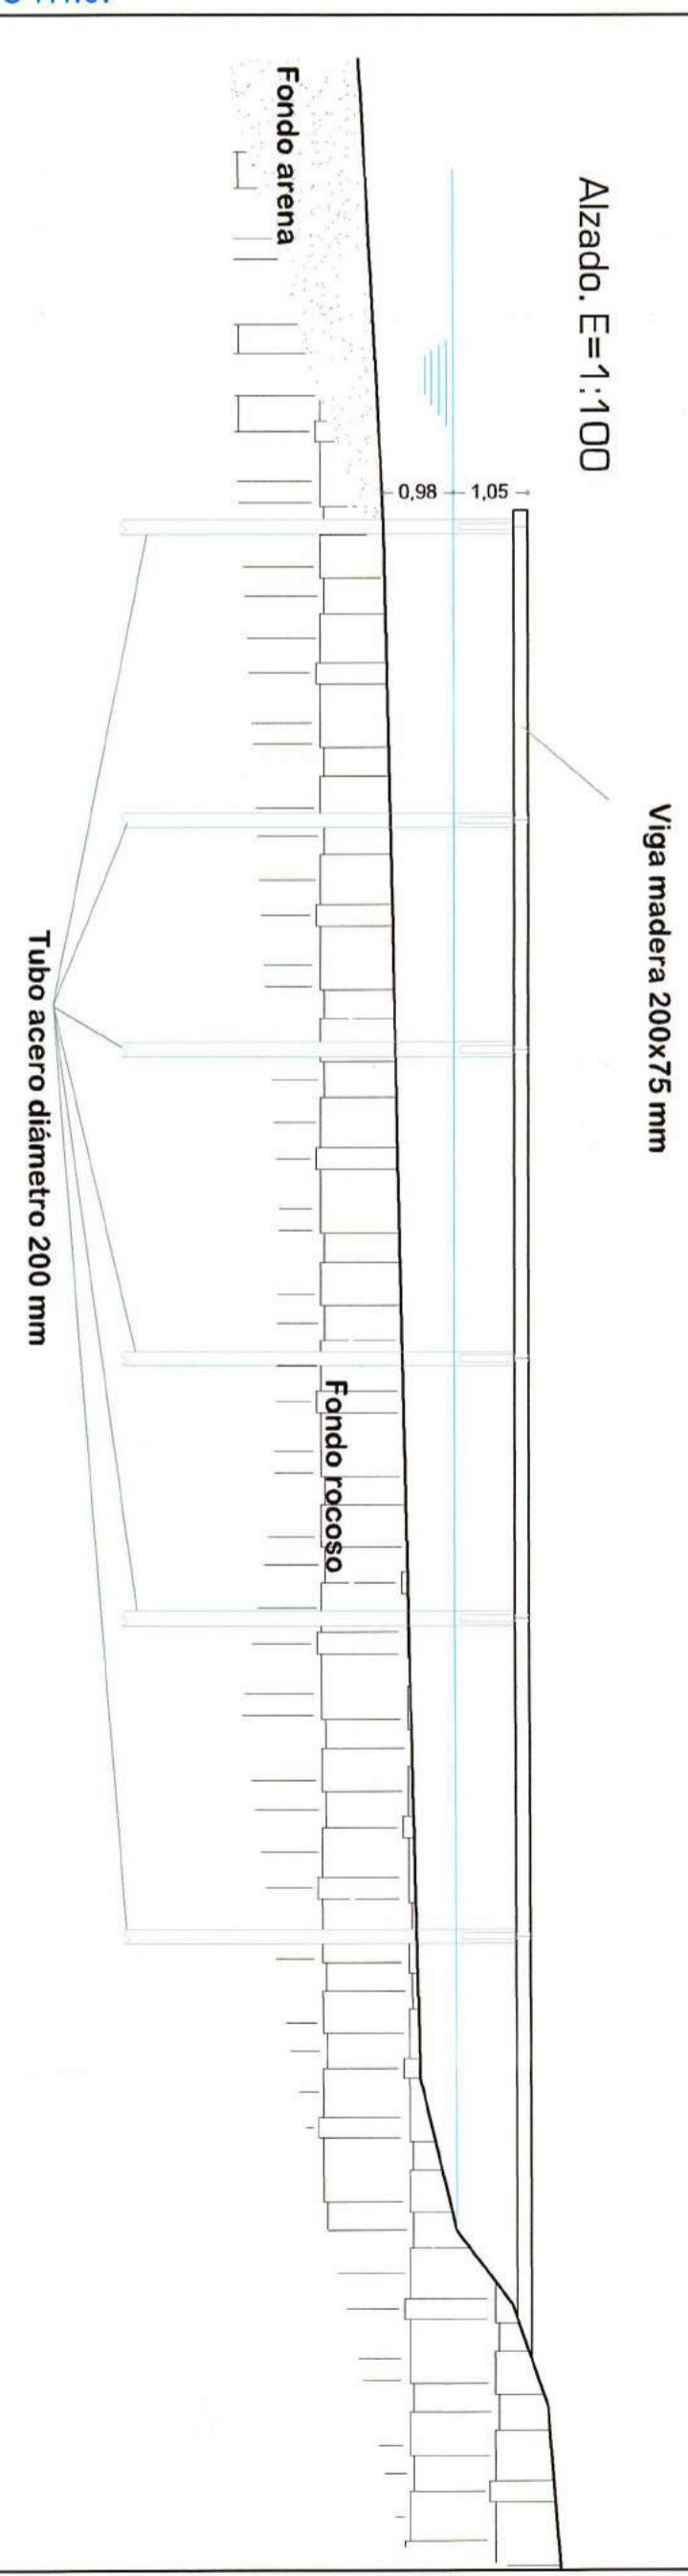 Alzado. E=1:100
Viga madera 200x75 mm
0,98
1,05
Fondo arena
Fondo rocoso
Tubo acero diámetro 200 mm